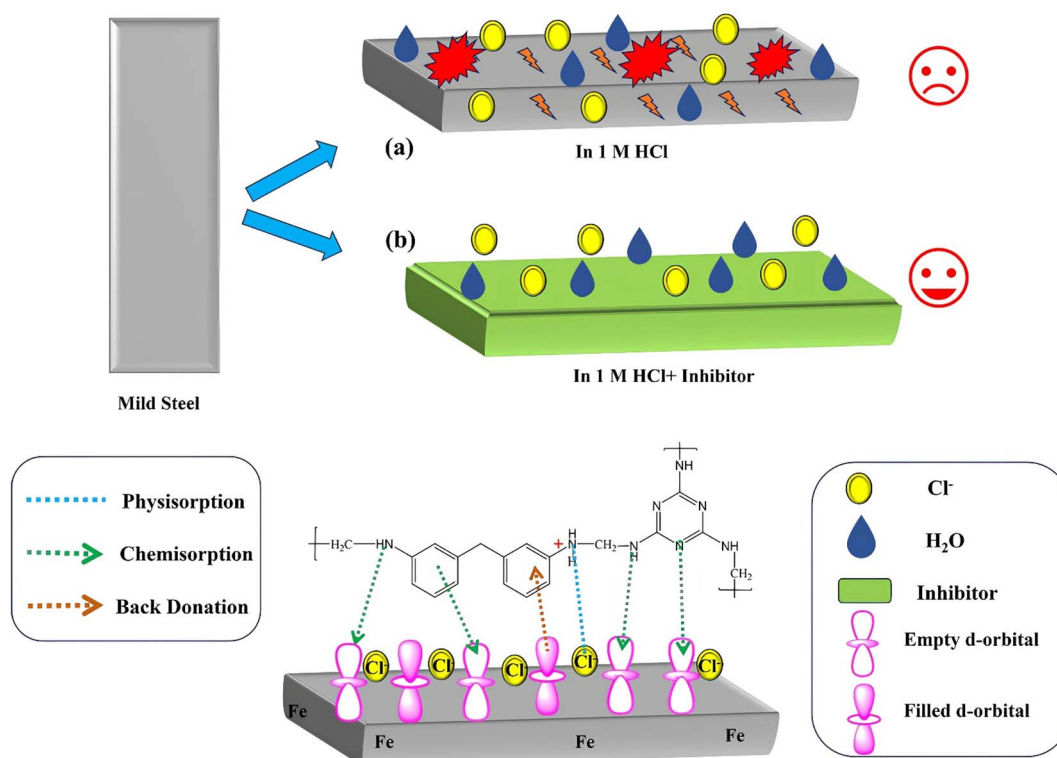 (a)
In 1 M HCl
(b)
In 1 M HCl+ Inhibitor
Mild Steel
Physisorption
Chemisorption
Back Donation
H₂C
HN
+
H
N
H
CH₂
N
H
NH
N
N
N
NH
CH₂
Cl⁻
Cl⁻
Cl
Cl⁻
Cl⁻
Fe
Fe
Fe
Fe
Cl⁻
H₂O
Inhibitor
Empty d-orbital
Filled d-orbital